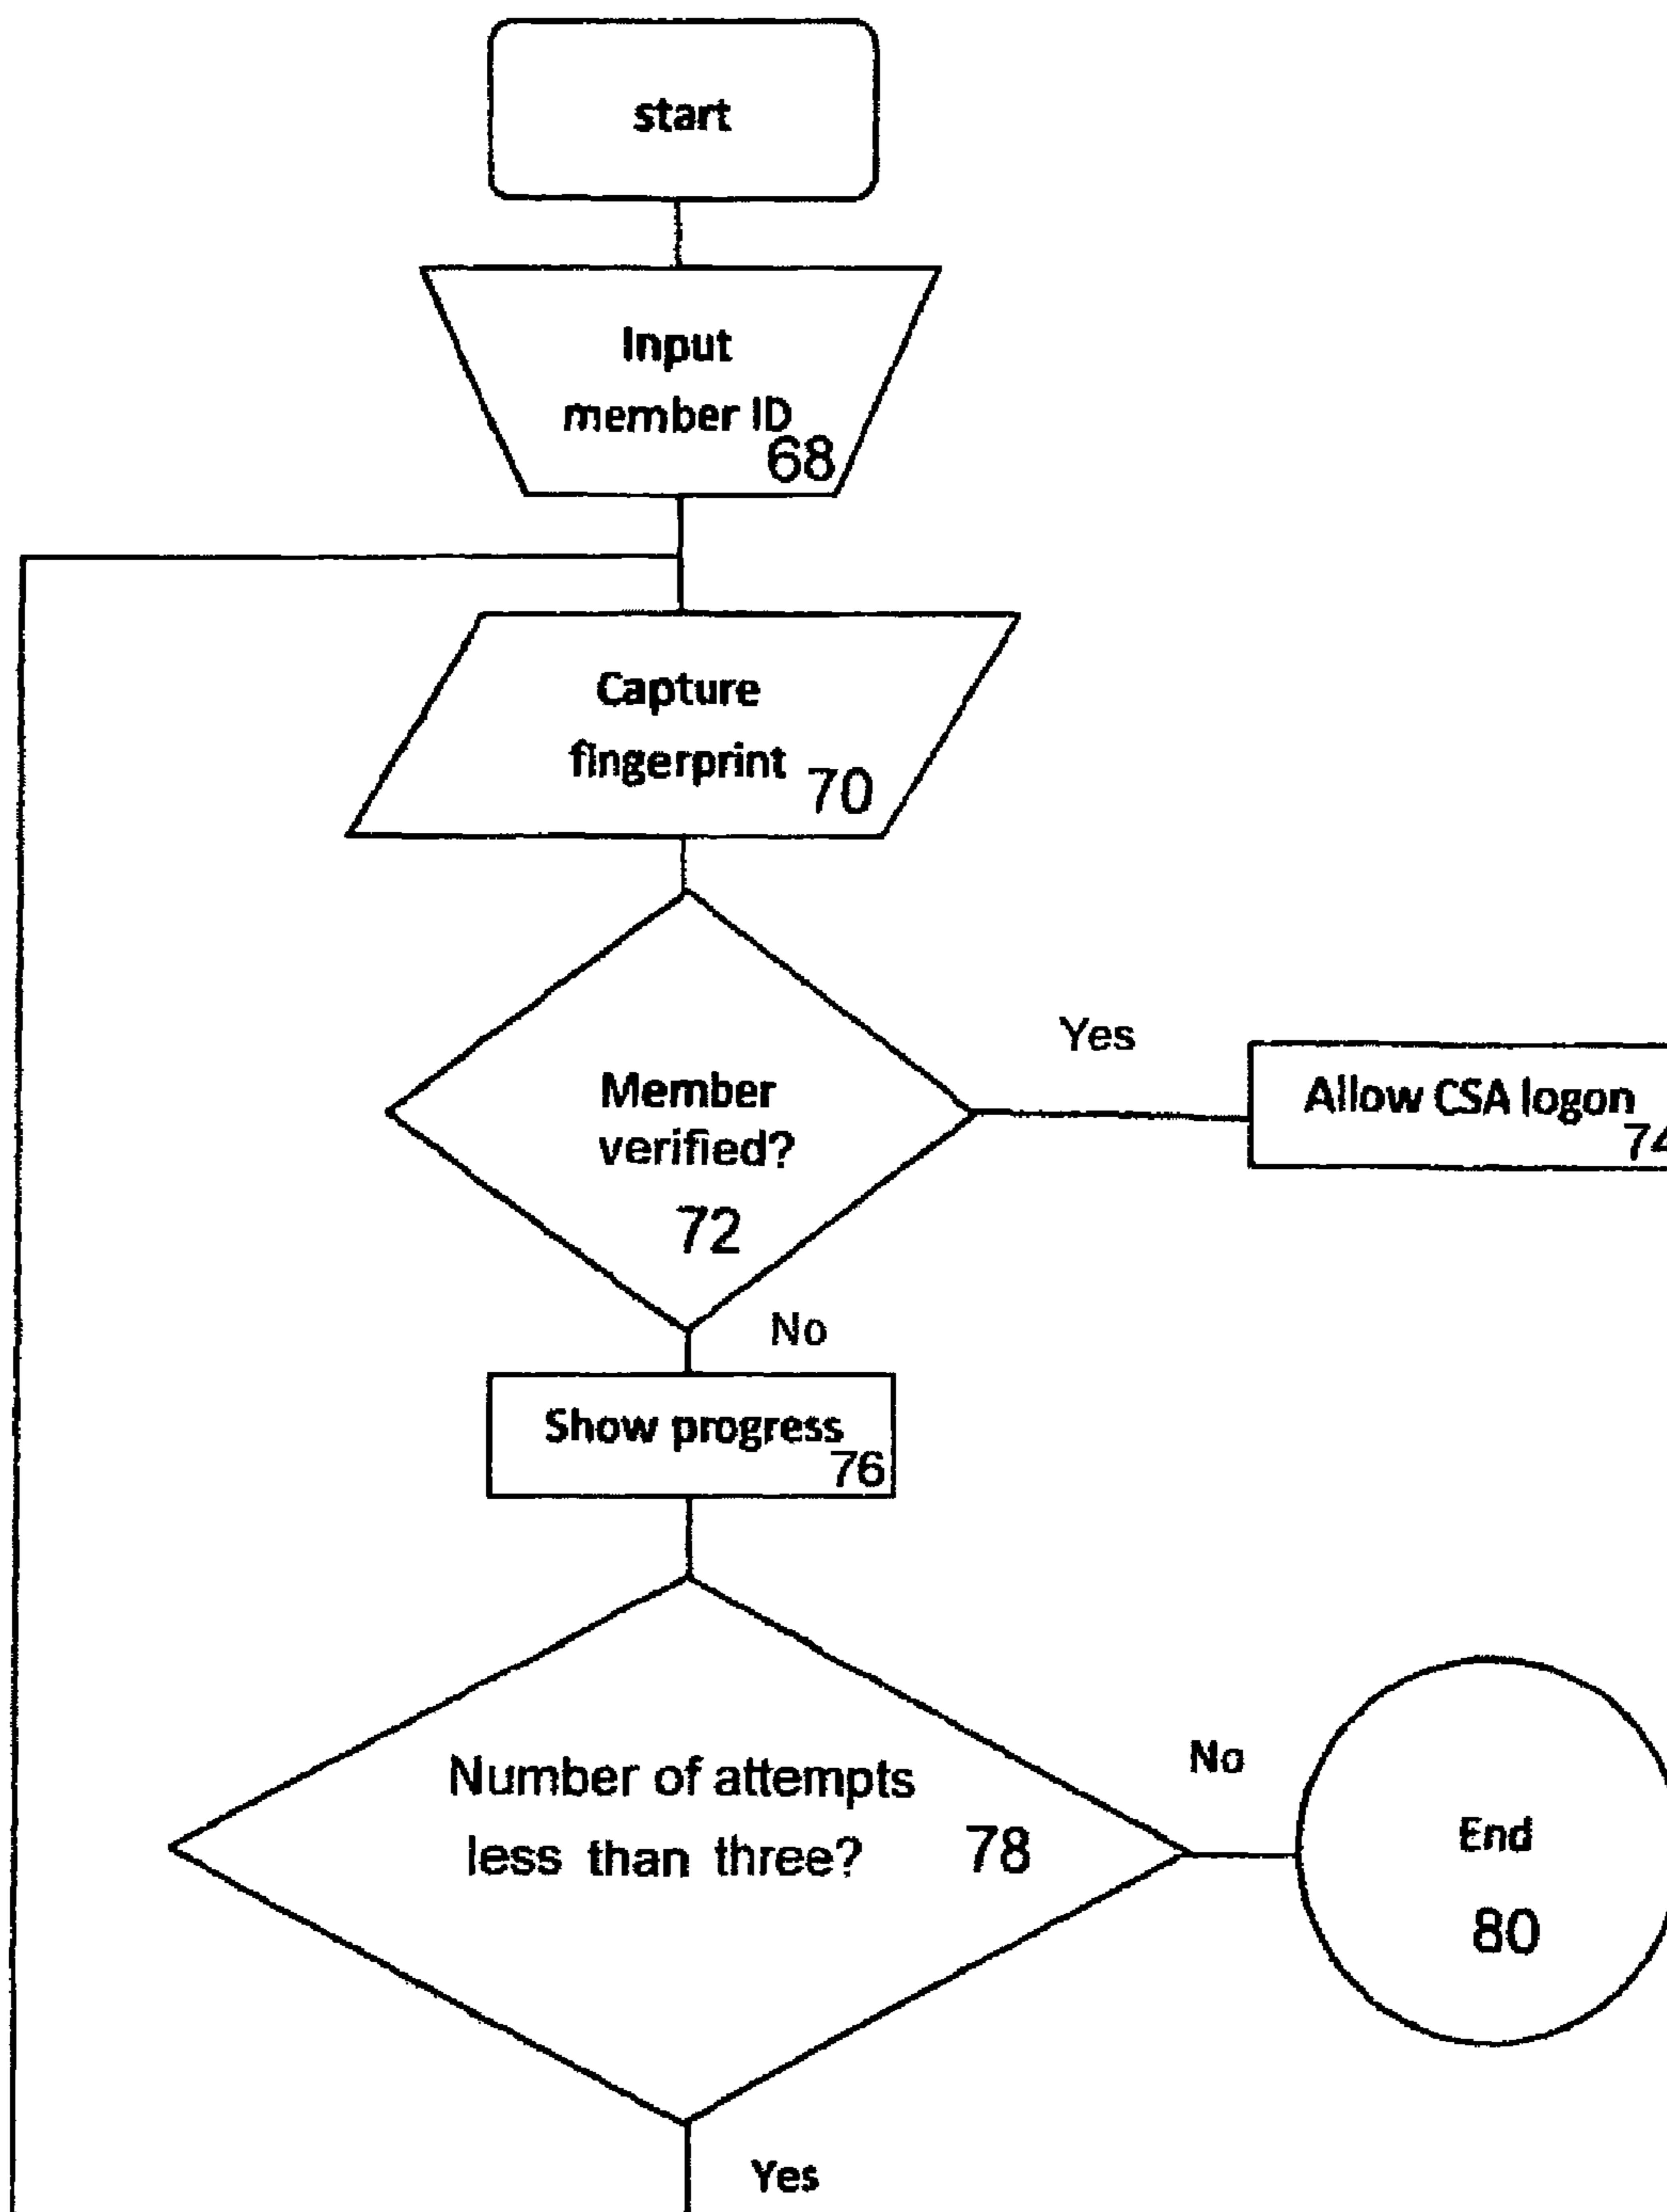 start
Input
member ID
68
Capture
fingerprint
70
Member
verified?
72
Yes
Allow CSA logon
74
No
Show progress
76
Number of attempts
less than three?
78
No
End
80
Yes